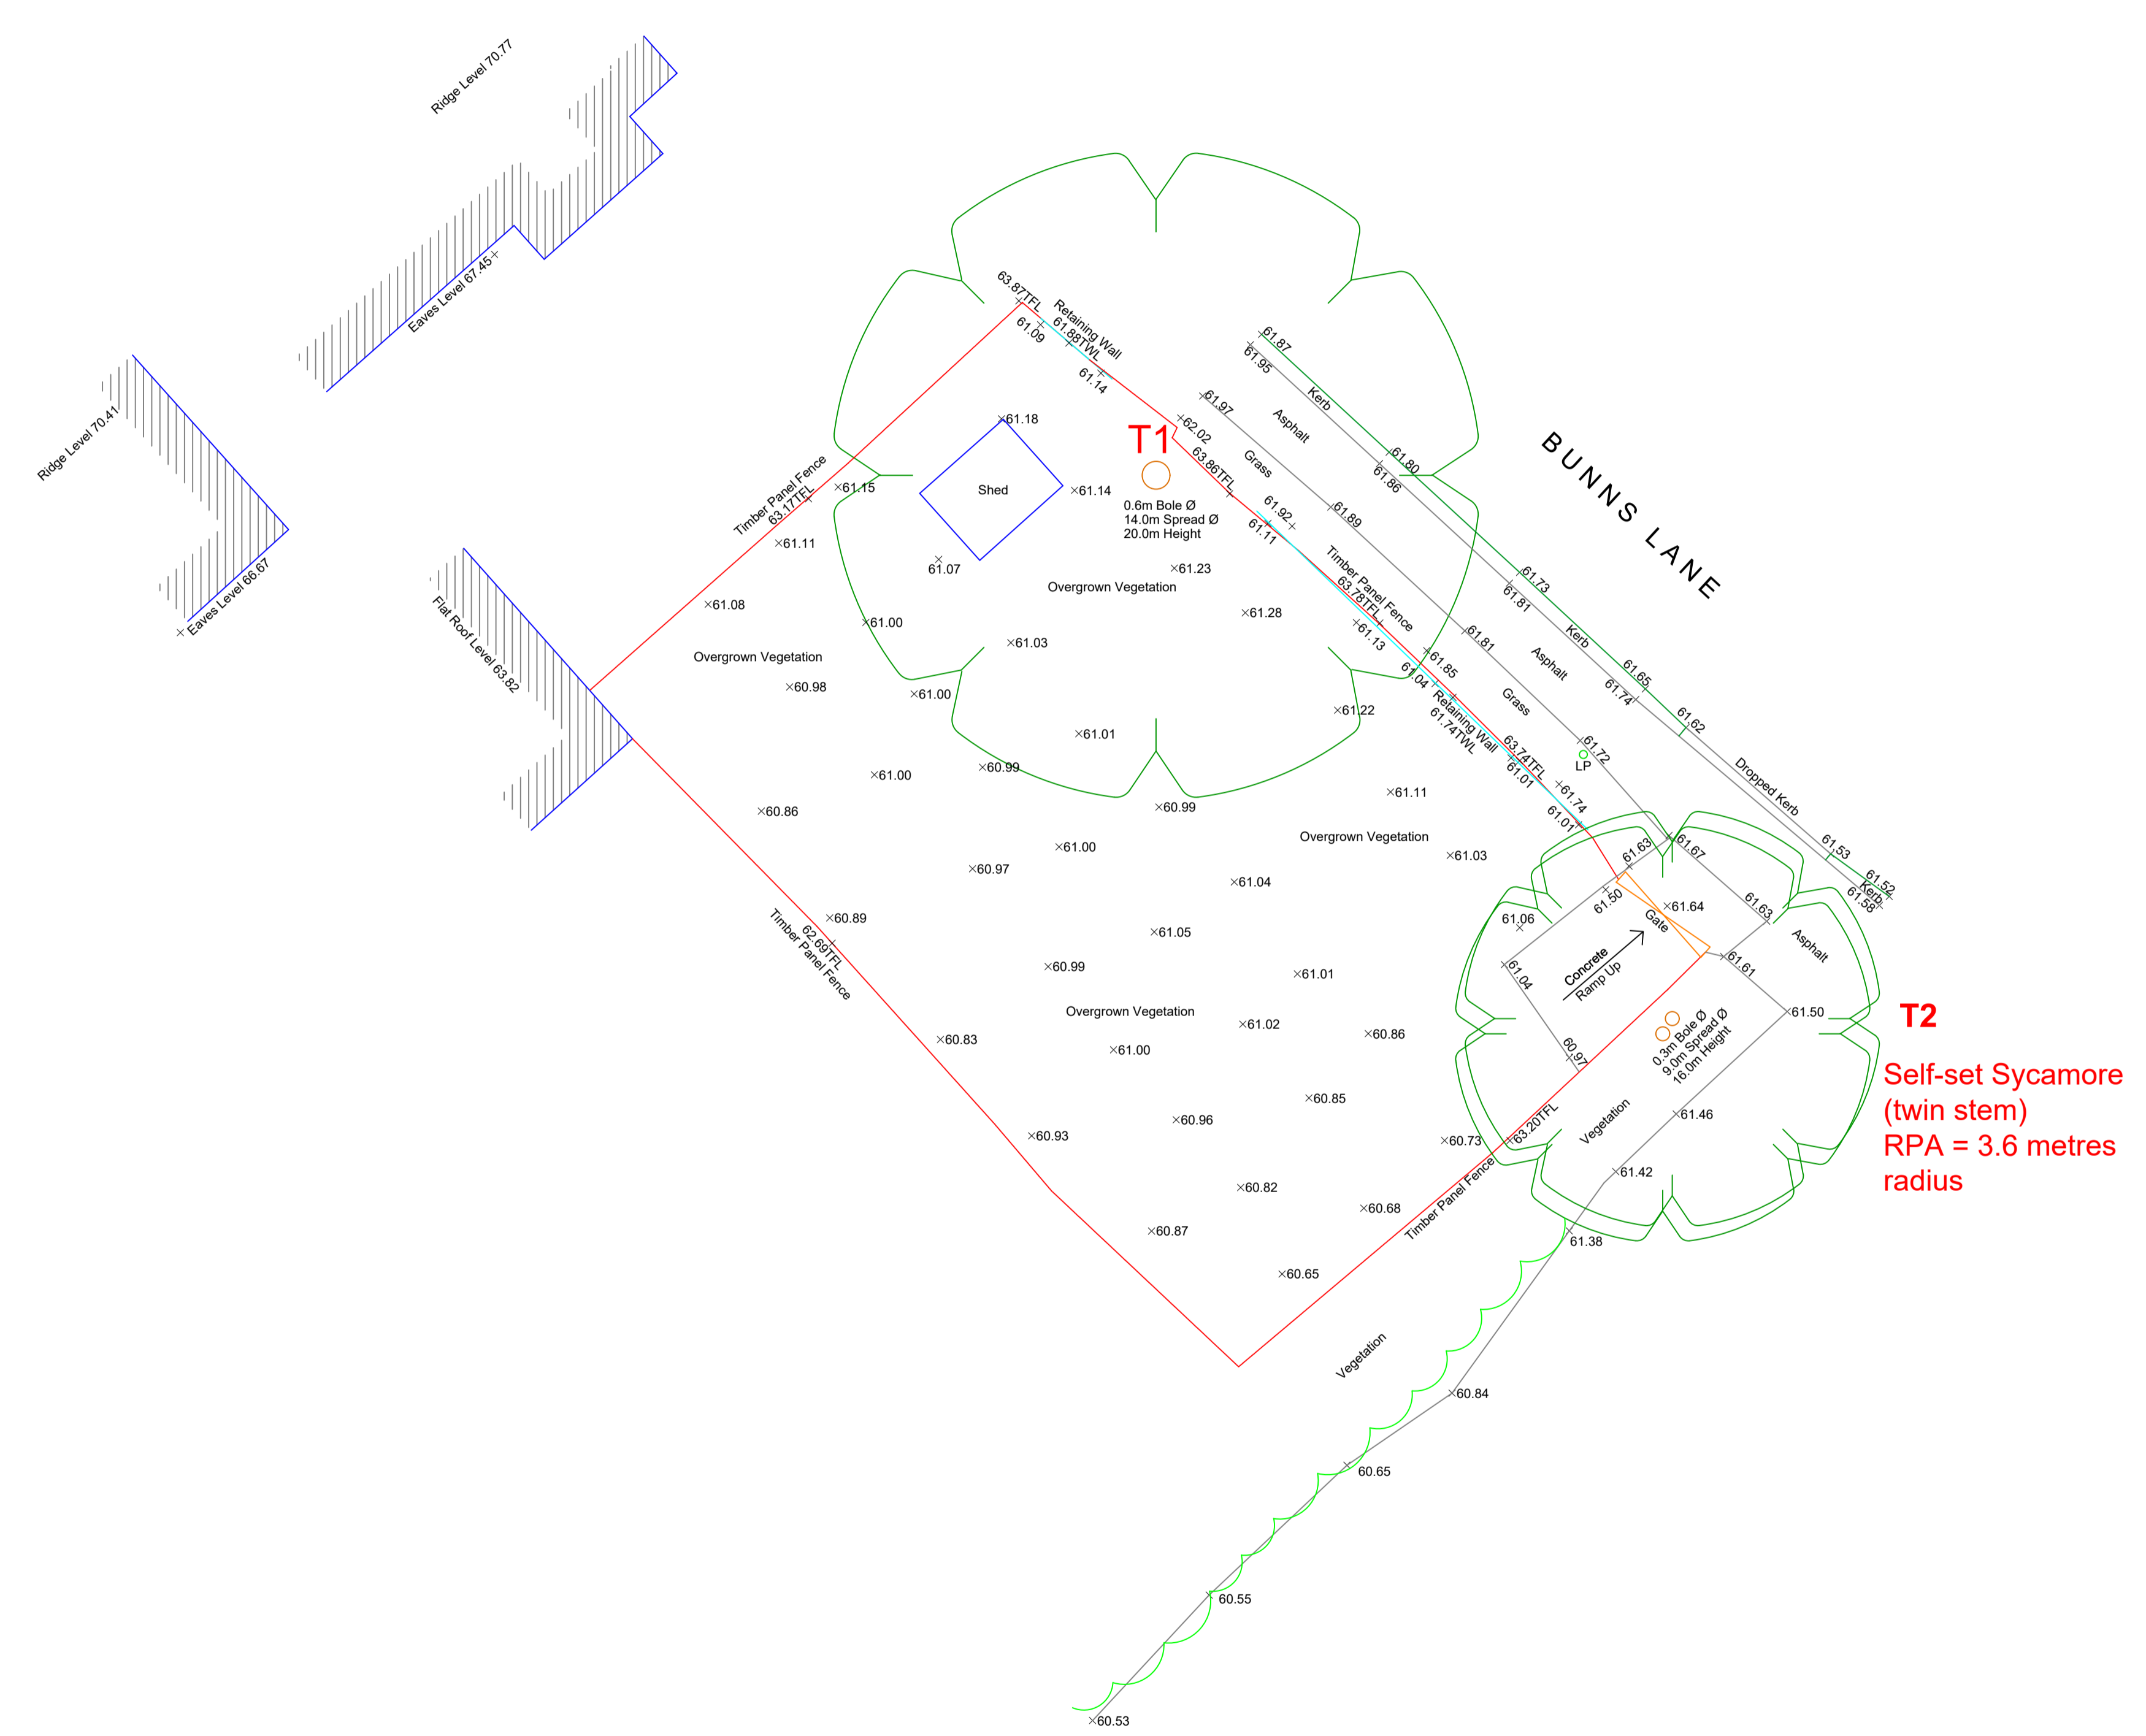 Ridge Level 70.77
Eaves Level 67.45
Ridge Level 70.41
Eaves Level 66.67
Flat Roof Level 63.82
63.87TFL
61.09
Retaining Wall
61.88TWL
61.14
61.18
Shed
T1
0.6m Bole Ø
14.0m Spread Ø
20.0m Height
62.02
63.86TFL
61.97
Grass
61.95
61.87
Kerb
Asphalt
61.80
61.86
61.89
61.92
61.11
BUNNS LANE
Timber Panel Fence
63.17TFL
61.15
61.11
61.14
61.07
61.23
Overgrown Vegetation
61.08
61.00
61.03
61.28
Timber Panel Fence
63.78TFL
61.13
61.81
61.73
61.81
Kerb
Asphalt
61.65
61.74
61.62
61.85
61.04
Retaining Wall
61.74TWL
Grass
Overgrown Vegetation
60.98
61.00
61.22
61.01
63.74TFL
61.01
61.72
LP
Dropped Kerb
61.00
60.99
60.86
60.99
61.11
61.74
61.01
Overgrown Vegetation
61.00
61.03
60.97
61.04
61.63
61.67
61.53
61.52
Kerb
61.58
61.50
61.64
61.63
Gate
61.06
60.89
62.69TFL
Timber Panel Fence
61.05
60.99
61.01
61.04
Concrete
Ramp Up
61.61
Asphalt
Overgrown Vegetation
61.02
61.00
60.86
60.83
60.97
61.50
0.3m Bole Ø
9.0m Spread Ø
16.0m Height
T2
Self-set Sycamore
(twin stem)
RPA = 3.6 metres
radius
60.85
60.96
60.93
60.73
63.20TFL
Vegetation
61.46
61.42
60.82
60.68
Timber Panel Fence
60.87
60.65
61.38
Vegetation
60.84
60.65
60.55
60.53